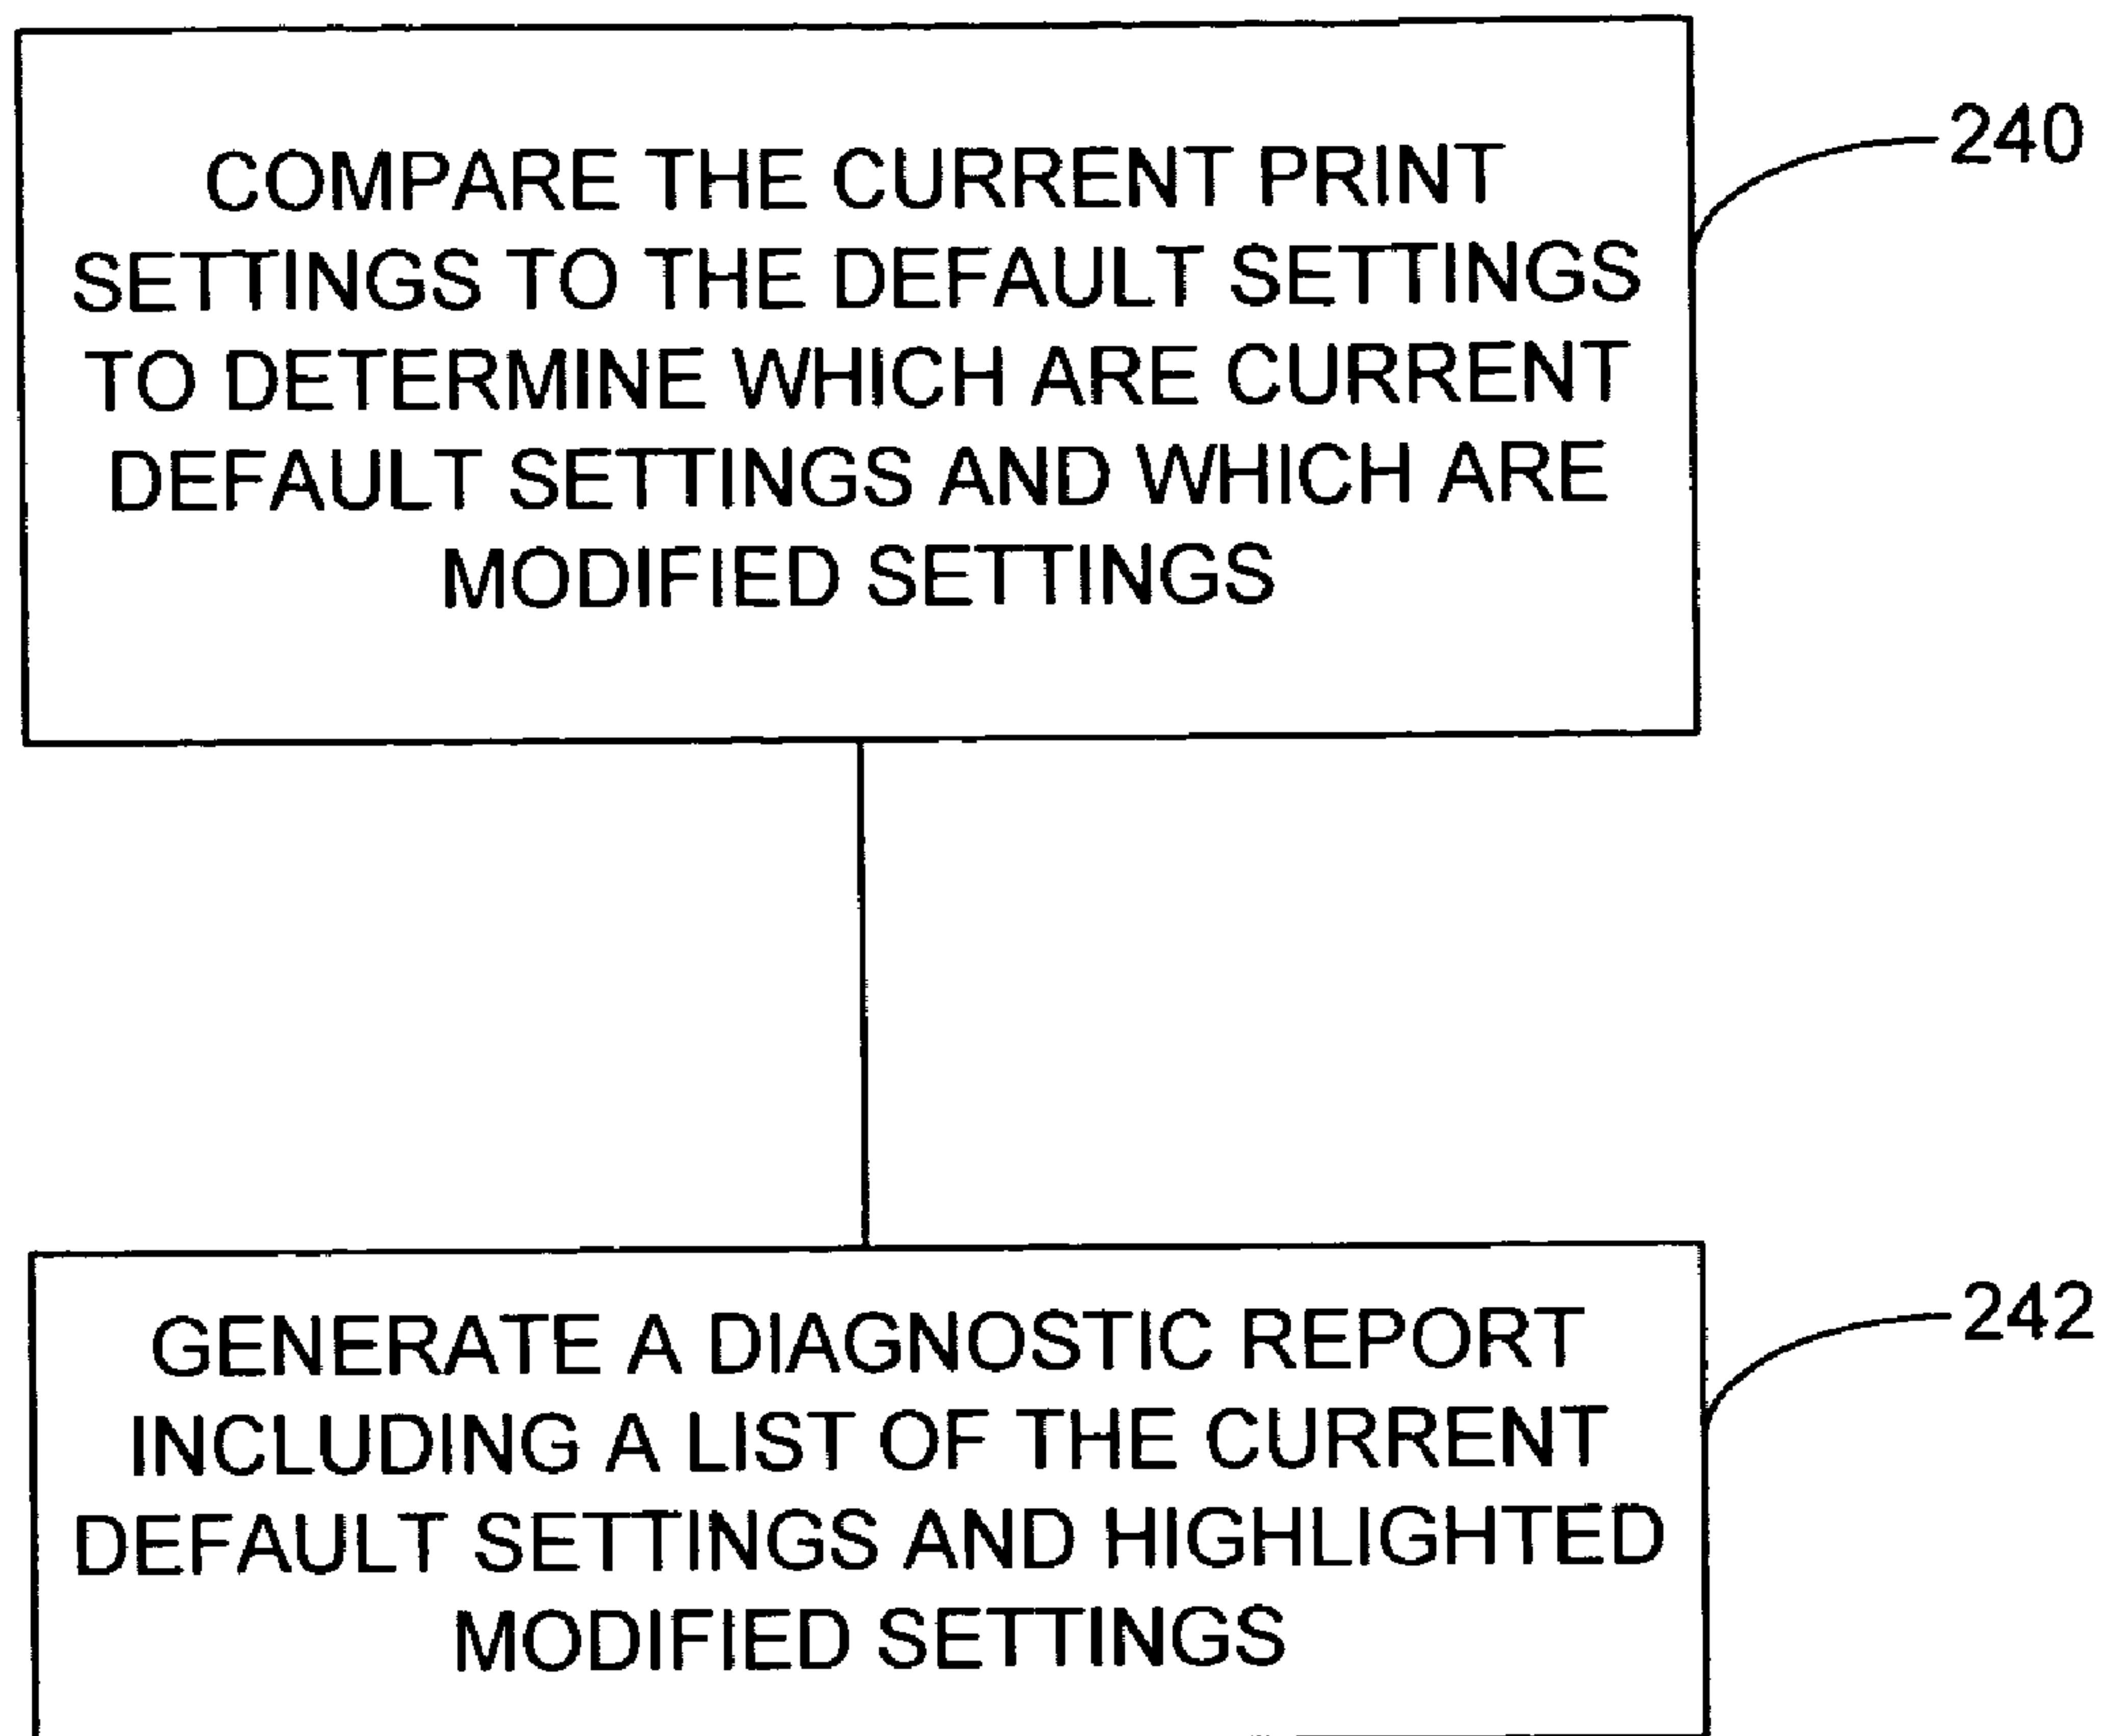 COMPARE THE CURRENT PRINT
SETTINGS TO THE DEFAULT SETTINGS
TO DETERMINE WHICH ARE CURRENT
DEFAULT SETTINGS AND WHICH ARE
MODIFIED SETTINGS
240
GENERATE A DIAGNOSTIC REPORT
INCLUDING A LIST OF THE CURRENT
DEFAULT SETTINGS AND HIGHLIGHTED
MODIFIED SETTINGS
242